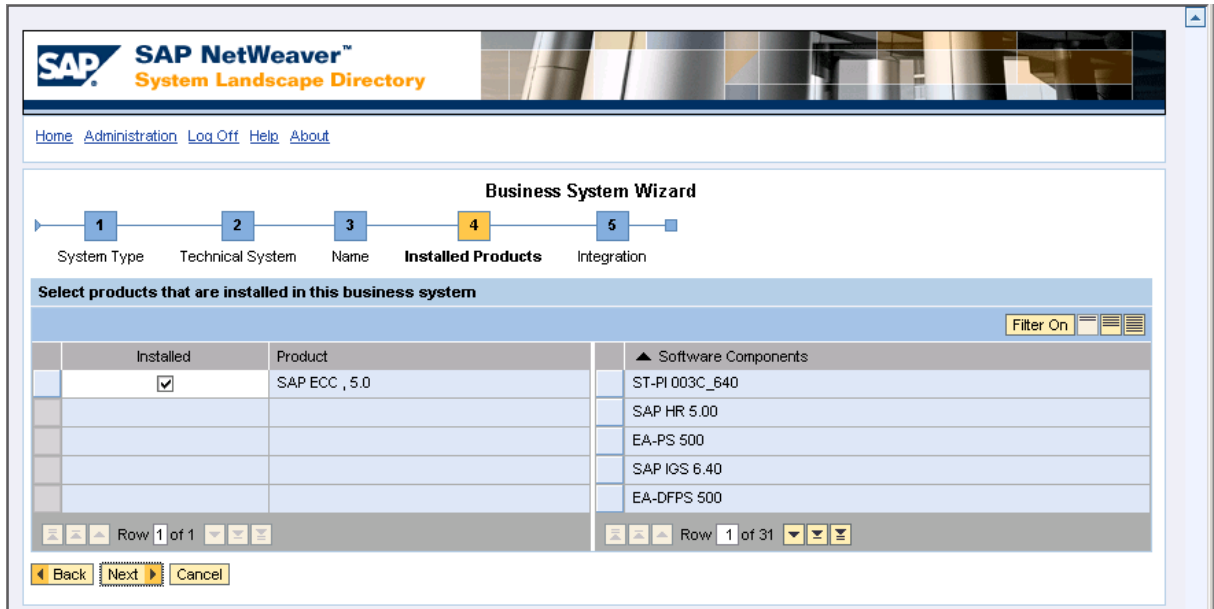 SAP
SAP NetWeaver™
System Landscape Directory
Home Administration Log Off Help About
Business System Wizard
1 2 3 4 5
System Type Technical System Name Installed Products Integration
Select products that are installed in this business system
Filter On
Installed Product ▲ Software Components
SAP ECC , 5.0 ST-PI 003C_640
SAP HR 5.00
EA-PS 500
SAP IGS 6.40
EA-DFPS 500
Row 1 of 1 Row 1 of 31
Back Next Cancel